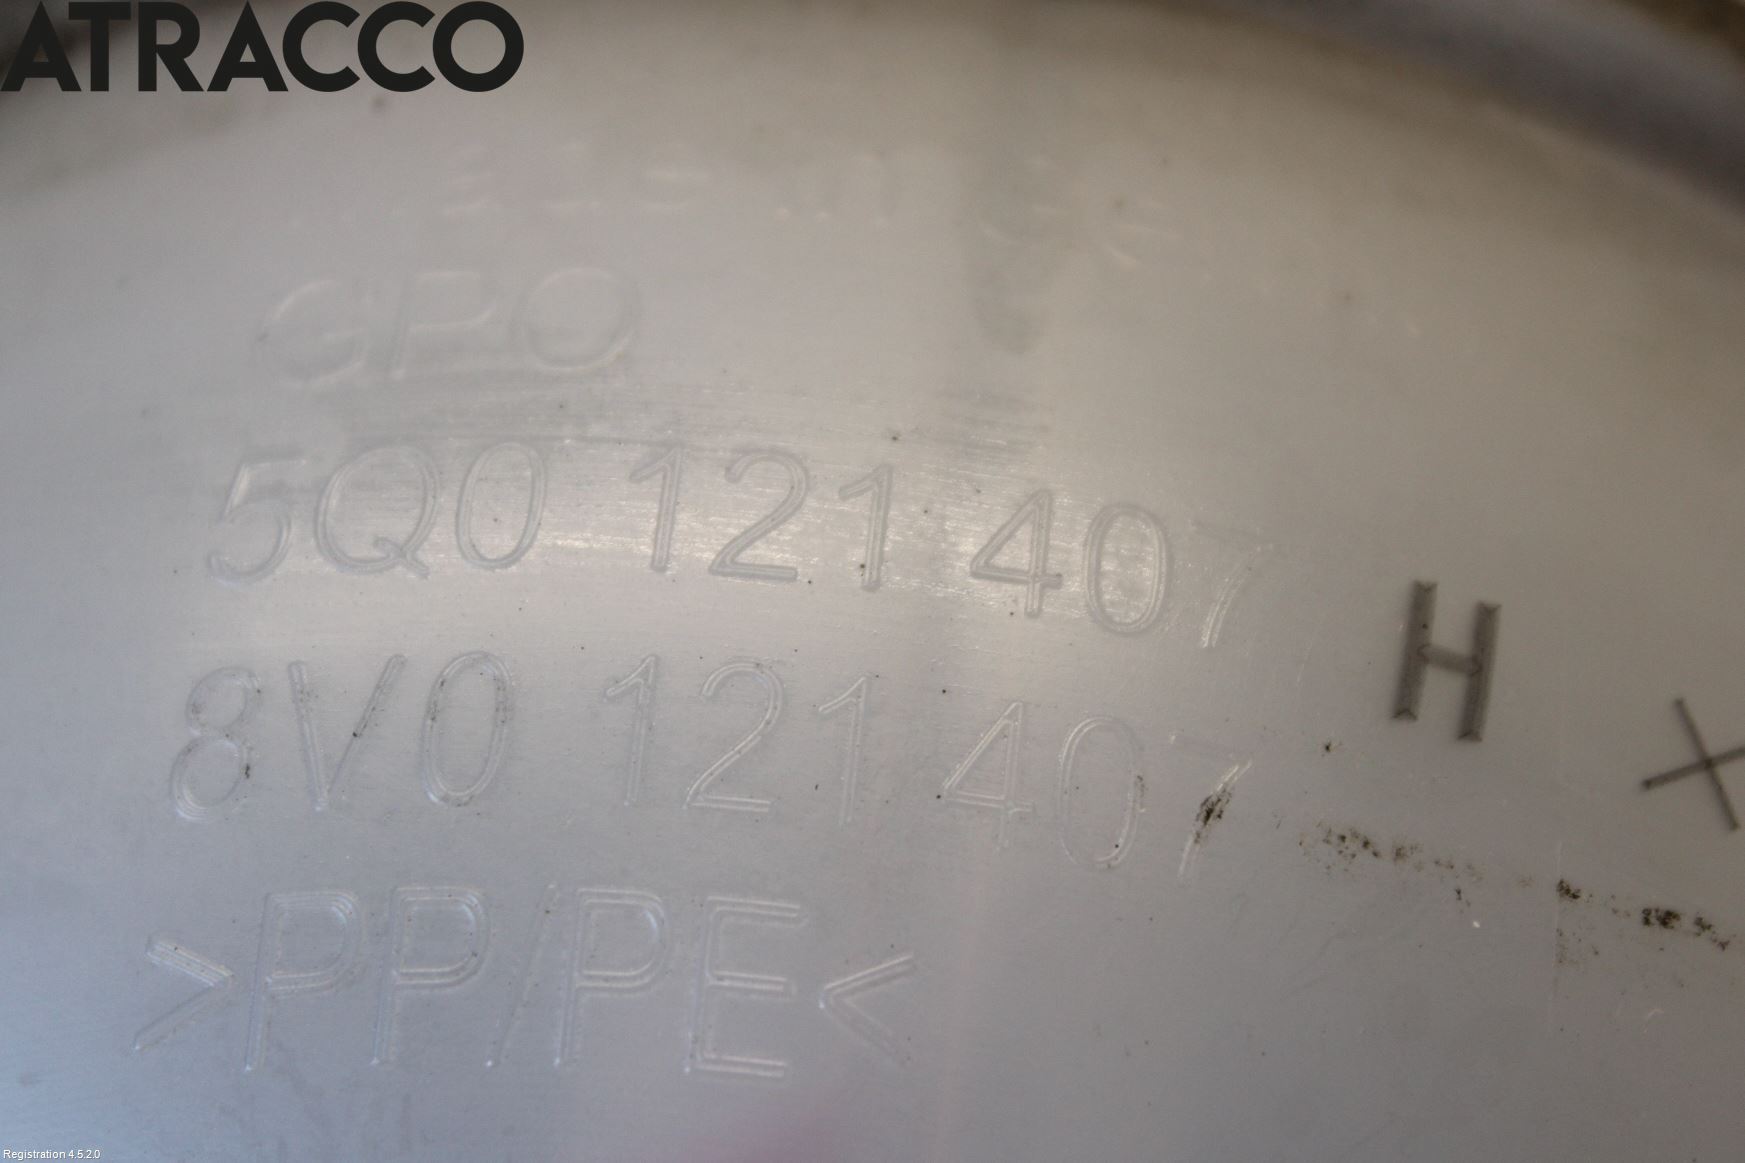 ATRACCO
GPO
5Q0 121 407 H X
8V0 121 407
>PP/PE<
Registration 4.5.2.0